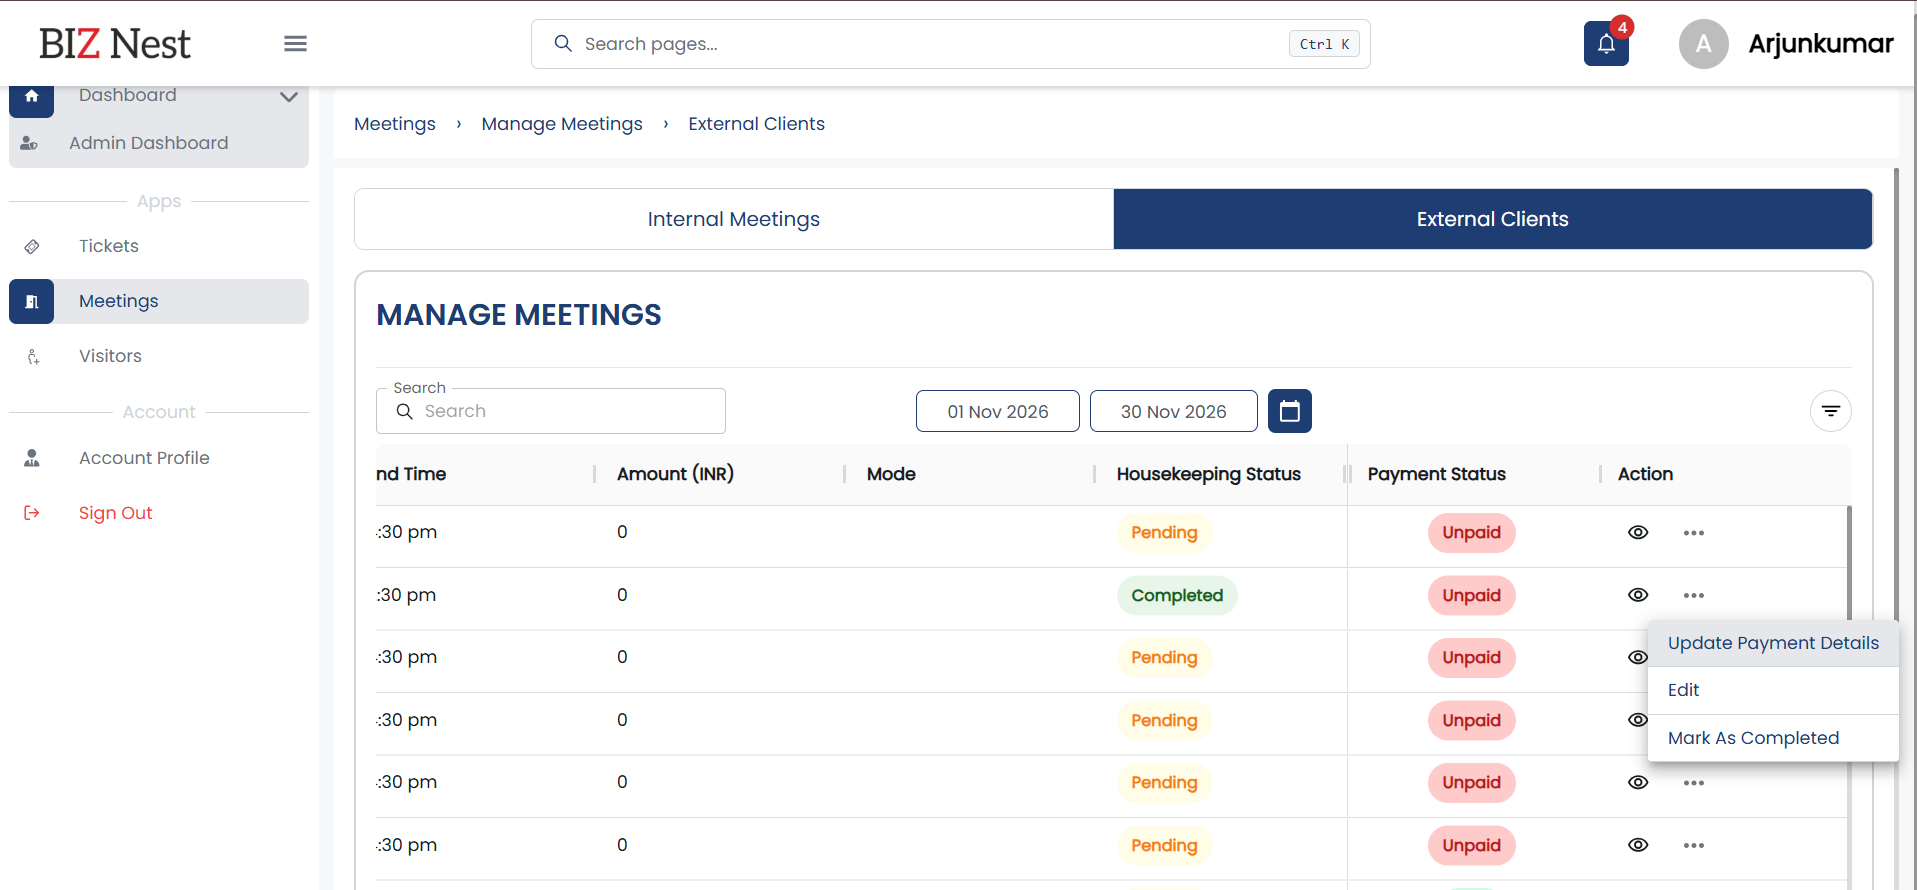 BIZ Nest
Search pages...
Ctrl K
4
A
Arjunkumar
Dashboard
Admin Dashboard
Apps
Tickets
Meetings
Visitors
Account
Account Profile
Sign Out
Meetings › Manage Meetings › External Clients
Internal Meetings
External Clients
MANAGE MEETINGS
Search
Search
01 Nov 2026
30 Nov 2026
nd Time Amount (INR) Mode Housekeeping Status Payment Status Action
:30 pm 0 Pending Unpaid
:30 pm 0 Completed Unpaid
:30 pm 0 Pending Unpaid
:30 pm 0 Pending Unpaid
:30 pm 0 Pending Unpaid
:30 pm 0 Pending Unpaid
Update Payment Details
Edit
Mark As Completed